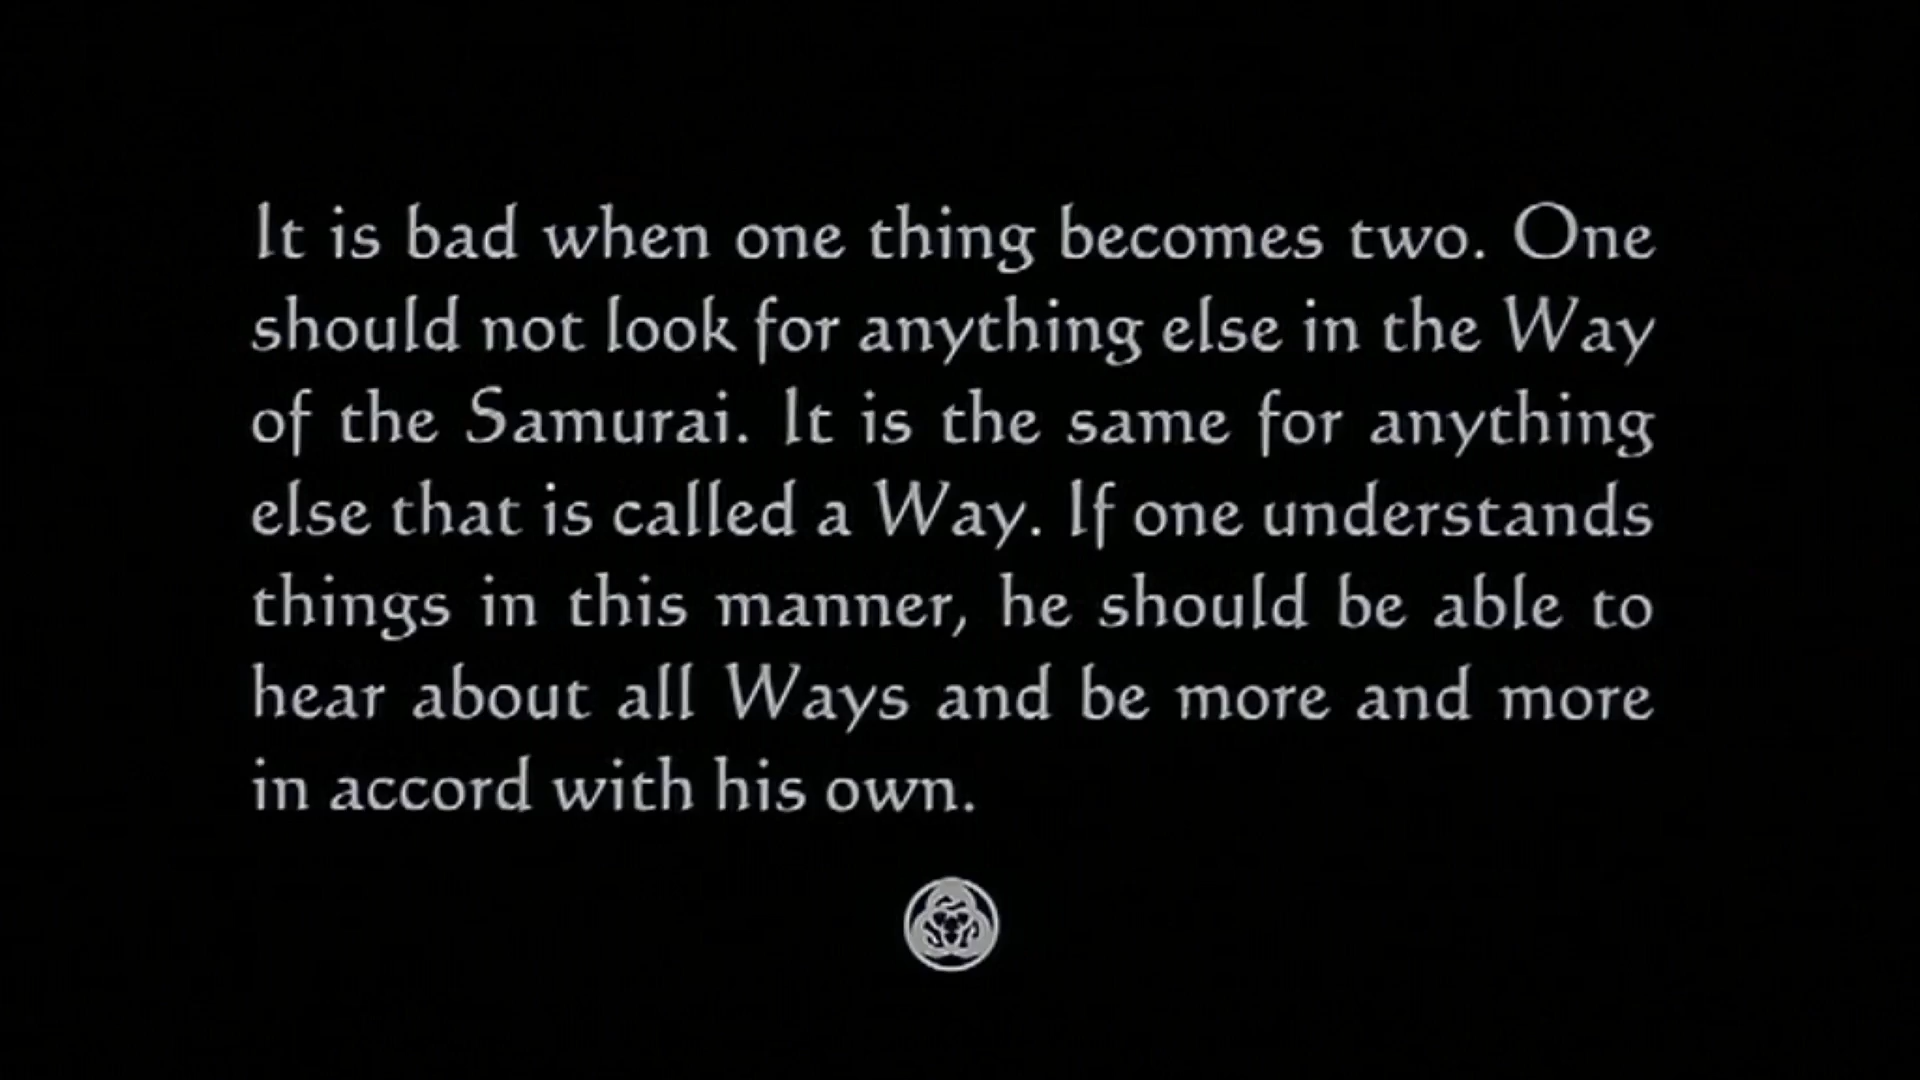 It is bad when one thing becomes two. One
should not look for anything else in the Way
of the Samurai. It is the same for anything
else that is called a Way. If one understands
things in this manner, he should be able to
hear about all Ways and be more and more
in accord with his own.